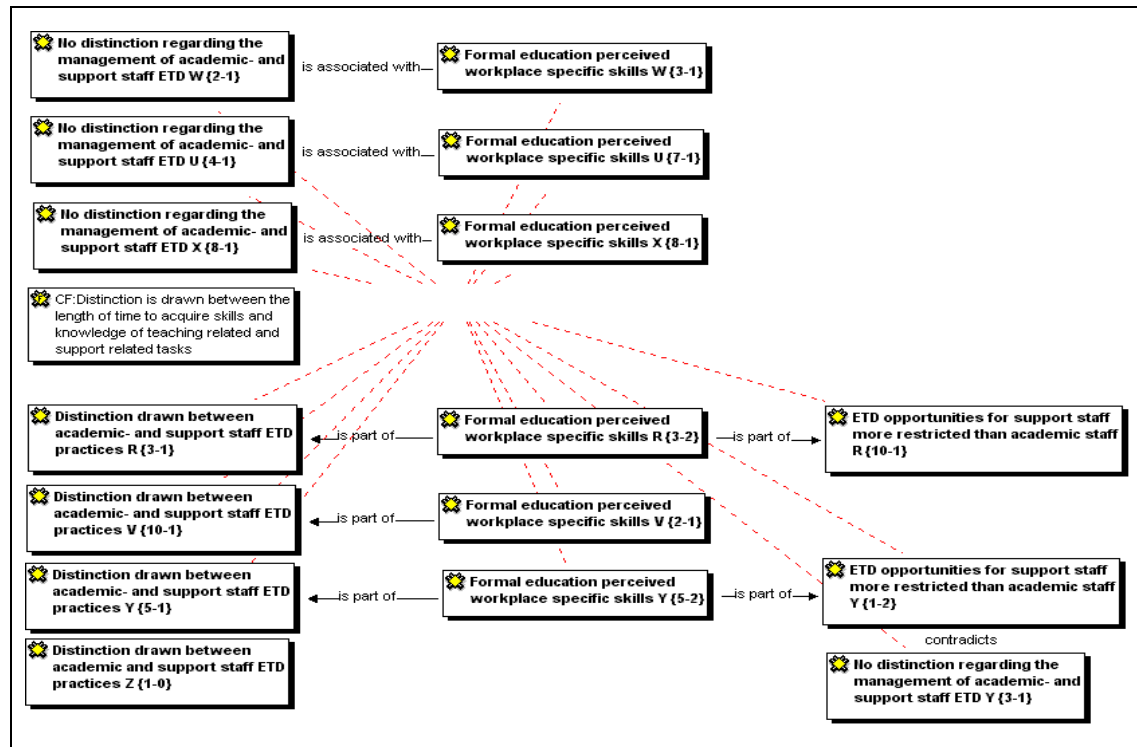 No distinction regarding the
management of academic- and
support staff ETD W {2-1}
is associated with
Formal education perceived
workplace specific skills W {3-1}
No distinction regarding the
management of academic- and
support staff ETD U {4-1}
is associated with
Formal education perceived
workplace specific skills U {7-1}
No distinction regarding the
management of academic- and
support staff ETD X {8-1}
is associated with
Formal education perceived
workplace specific skills X {8-1}
CF:Distinction is drawn between the
length of time to acquire skills and
knowledge of teaching related and
support related tasks
Distinction drawn between
academic- and support staff ETD
practices R {3-1}
is part of
Formal education perceived
workplace specific skills R {3-2}
is part of
ETD opportunities for support staff
more restricted than academic staff
R {10-1}
Distinction drawn between
academic- and support staff ETD
practices V {10-1}
is part of
Formal education perceived
workplace specific skills V {2-1}
Distinction drawn between
academic- and support staff ETD
practices Y {5-1}
is part of
Formal education perceived
workplace specific skills Y {5-2}
is part of
ETD opportunities for support staff
more restricted than academic staff
Y {1-2}
contradicts
Distinction drawn between
academic and support staff ETD
practices Z {1-0}
No distinction regarding the
management of academic- and
support staff ETD Y {3-1}